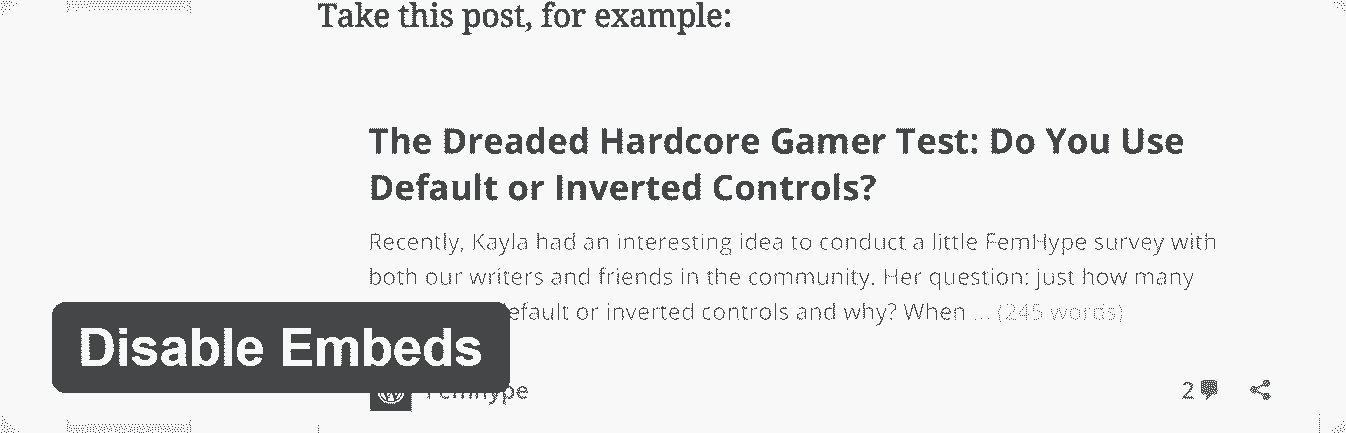 Take this post, for example:
The Dreaded Hardcore Gamer Test: Do You Use
Default or Inverted Controls?
Recently, Kayla had an interesting idea to conduct a little FemHype survey with
both our writers and friends in the community. Her question: just how many
efault or inverted controls and why? When ... (245 words)
Disable Embeds
FemHype
2